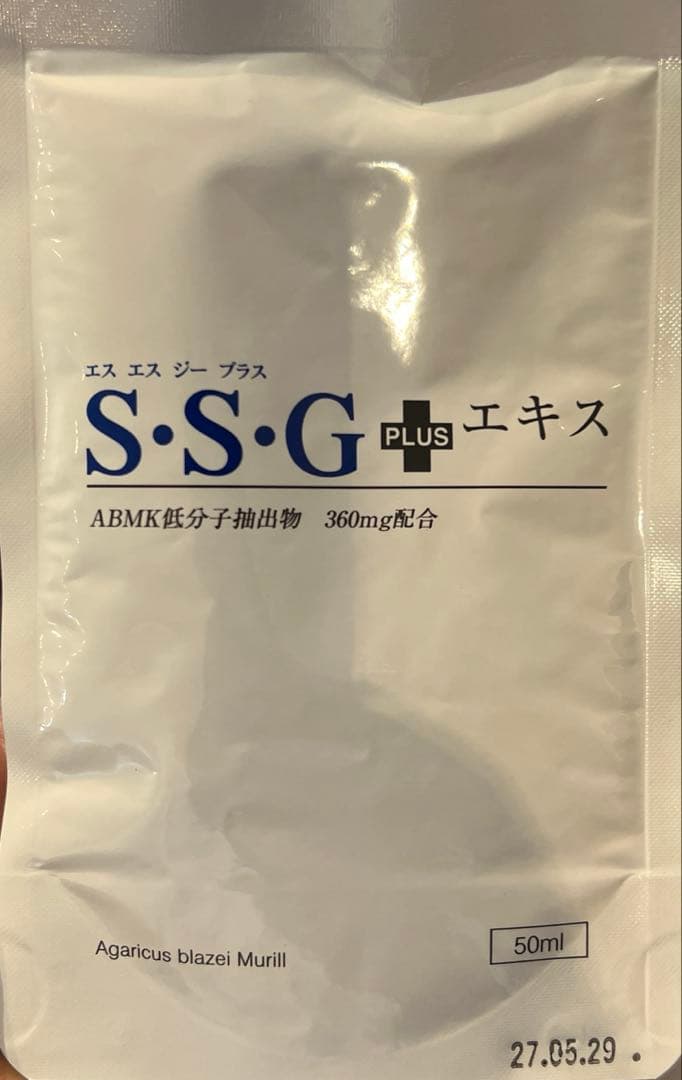 エス エス ジー プラス
S・S・G PLUS エキス
ABMK低分子抽出物　360mg配合
Agaricus blazei Murill
50ml
27.05.29 .